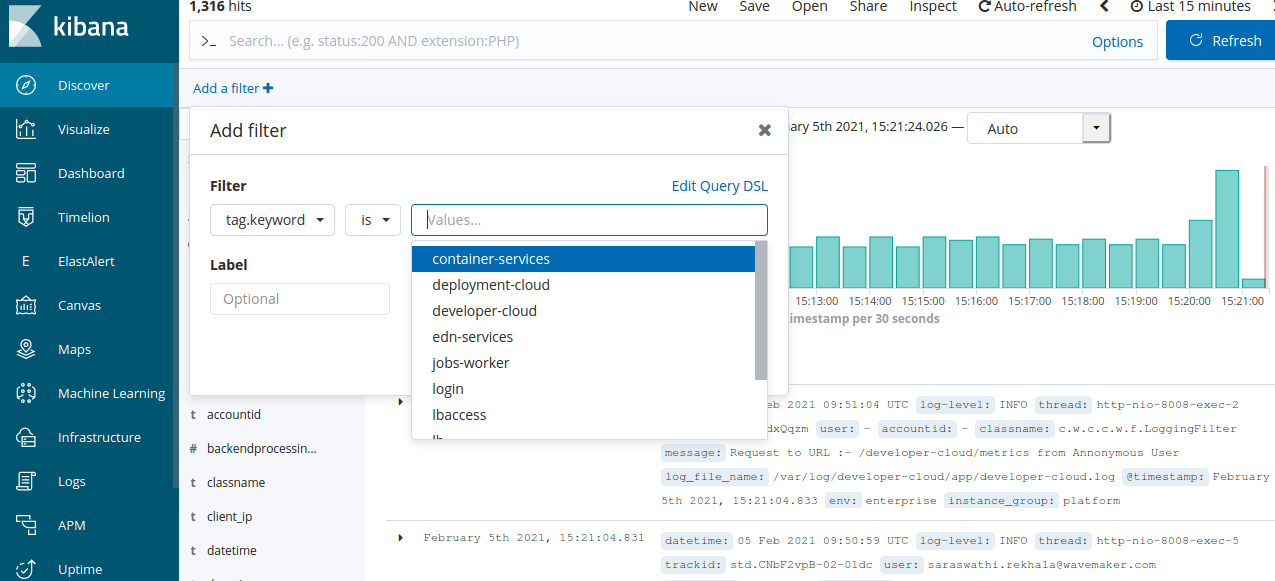 kibana
Discover
Visualize
Dashboard
Timelion
ElastAlert
E
Canvas
Maps
Machine Learning
Infrastructure
Logs
APM
Uptime
1,316 hits
New Save Open Share Inspect Auto-refresh Last 15 minutes
>_ Search... (e.g. status:200 AND extension:PHP) Options Refresh
Add a filter +
Add filter
Filter Edit Query DSL
tag.keyword is Values...
container-services
deployment-cloud
developer-cloud
edn-services
jobs-worker
login
lbaccess
Label
Optional
5th 2021, 15:21:24.026 — Auto
15:13:00 15:14:00 15:15:00 15:16:00 15:17:00 15:18:00 15:19:00 15:20:00 15:21:00
per 30 seconds
t accountid
# backendprocessin...
t classname
t client_ip
t datetime
2021 09:51:04 UTC log-level: INFO thread: http-nio-8008-exec-2
user: - accountid: - classname: c.w.c.c.w.f.LoggingFilter
message: Request to URL :- /developer-cloud/metrics from Annonymous User
log_file_name: /var/log/developer-cloud/app/developer-cloud.log @timestamp: February
5th 2021, 15:21:04.833 env: enterprise instance_group: platform
February 5th 2021, 15:21:04.831 datetime: 05 Feb 2021 09:50:59 UTC log-level: INFO thread: http-nio-8008-exec-5
trackid: std.CNbF2vpB-02-01dc user: saraswathi.rekhala@wavemaker.com